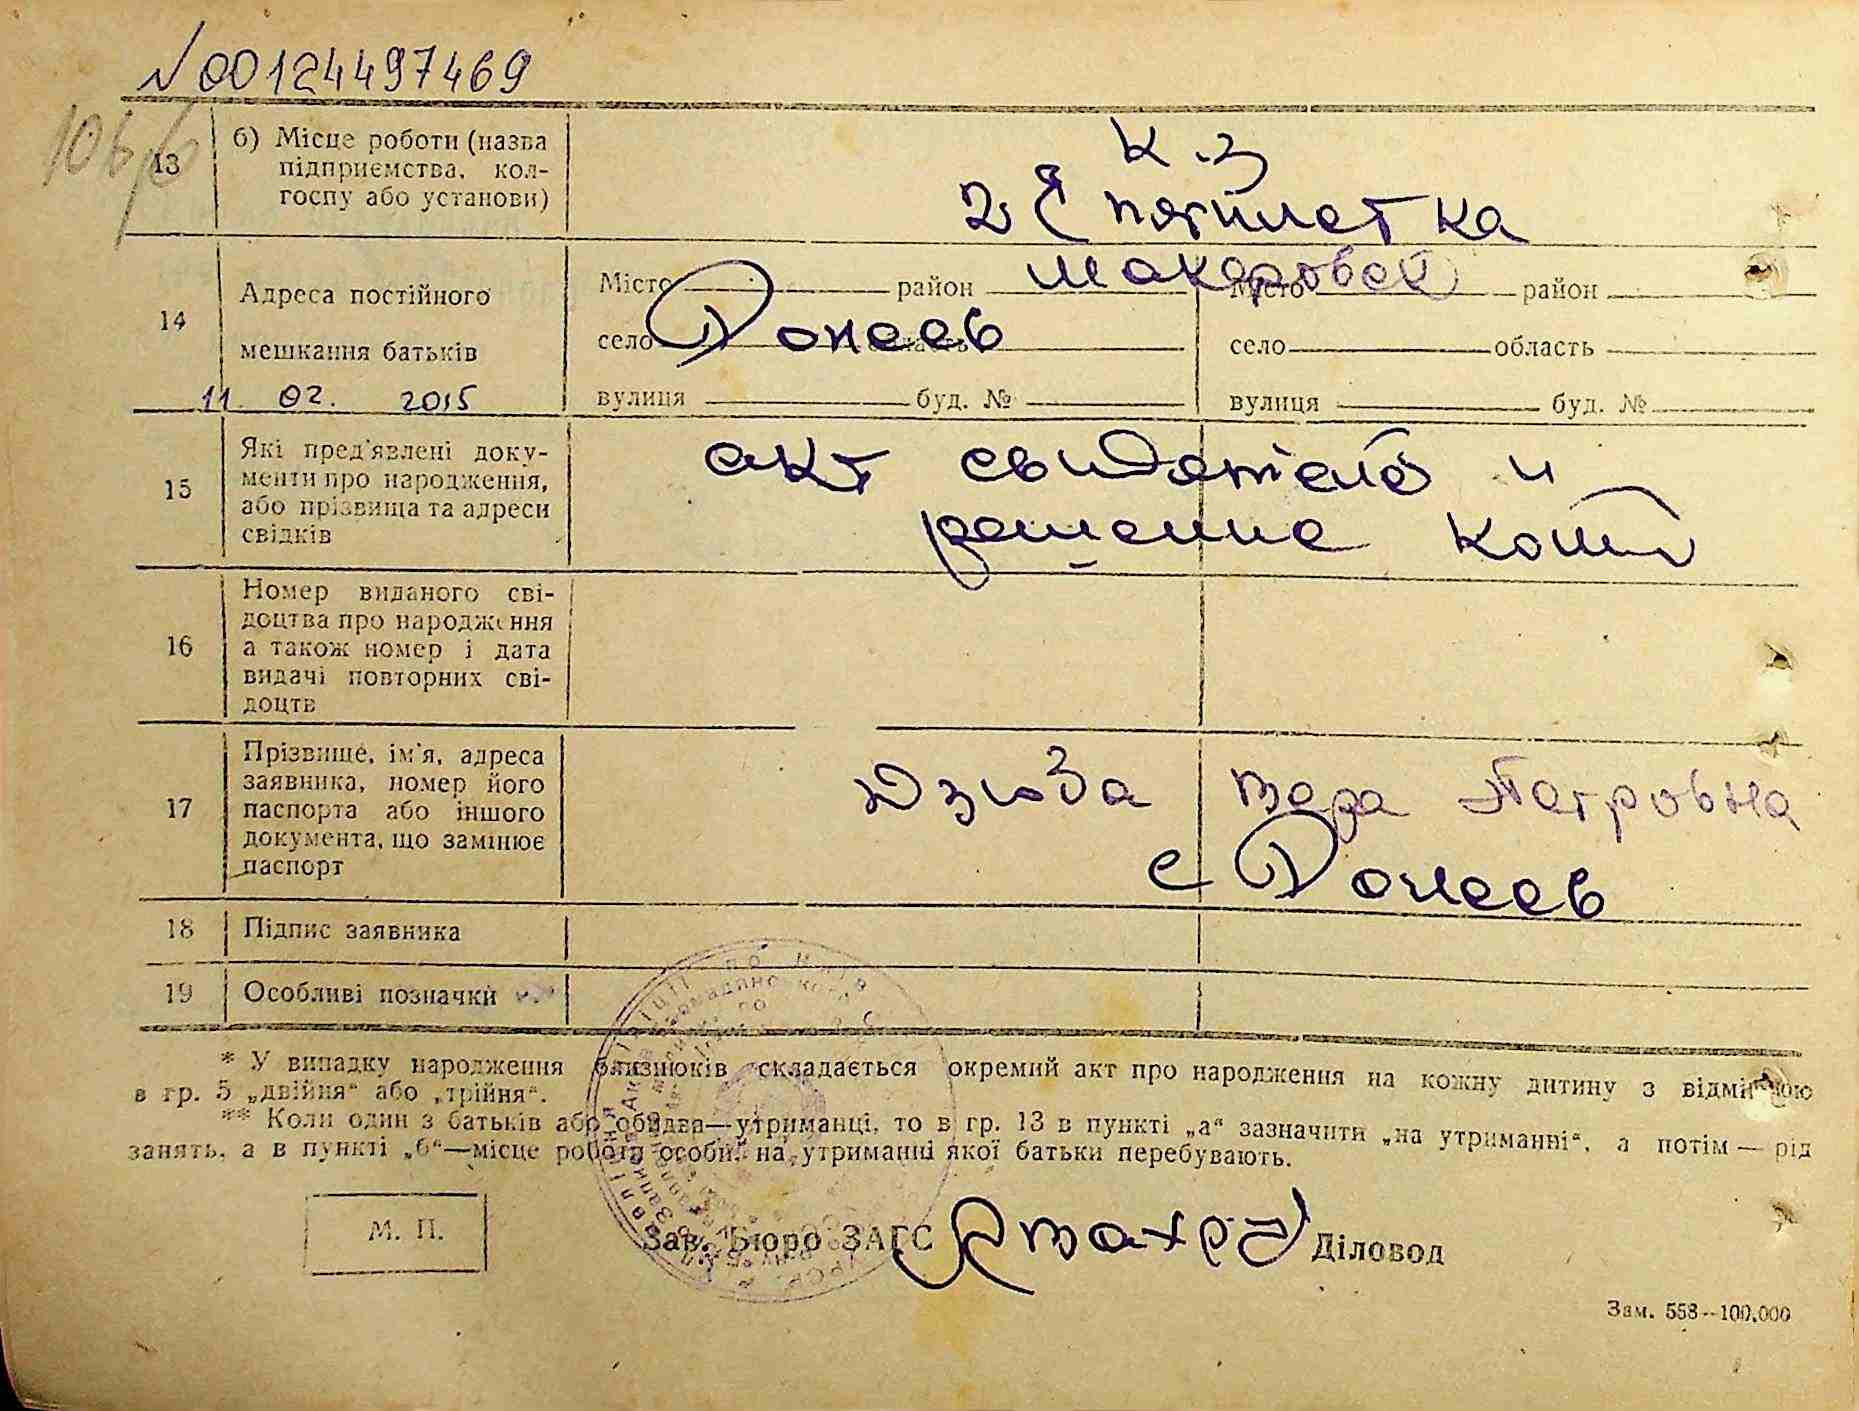 N 00124497469
106,6
13 б) Місце роботи (назва
підприємства, кол-
госпу або установи)
К. З
2я пятилетка
14 Адреса постійного
мешкання батьків
11. 02. 2015
Місто район Макаровск Місто район
село Донеев область село область
вулиця буд. № вулиця буд. №
15 Які пред'явлені доку-
менти про народження,
або прізвища та адреси
свідків
акт свидетелей и
решение
16 Номер виданого сві-
доцтва про народження
а також номер і дата
видачі повторних сві-
доцтв
17 Прізвище, ім'я, адреса
заявника, номер його
паспорта або іншого
документа, що замінює
паспорт
Дзюба Петровна
с Донеев
18 Підпис заявника
19 Особливі позначки
* У випадку народження близнюків складається окремий акт про народження на кожну дитину з відміткою
в гр. 5 „двійня“ або „трійня“.
** Коли один з батьків або обидва—утриманці, то в гр. 13 в пункті „а“ зазначити „на утриманні“, а потім — рід
занять, а в пункті „б“—місце роботи особи, на утриманні якої батьки перебувають.
М. П.
Зав. Бюро ЗАГС Діловод
Зам. 558--100.000